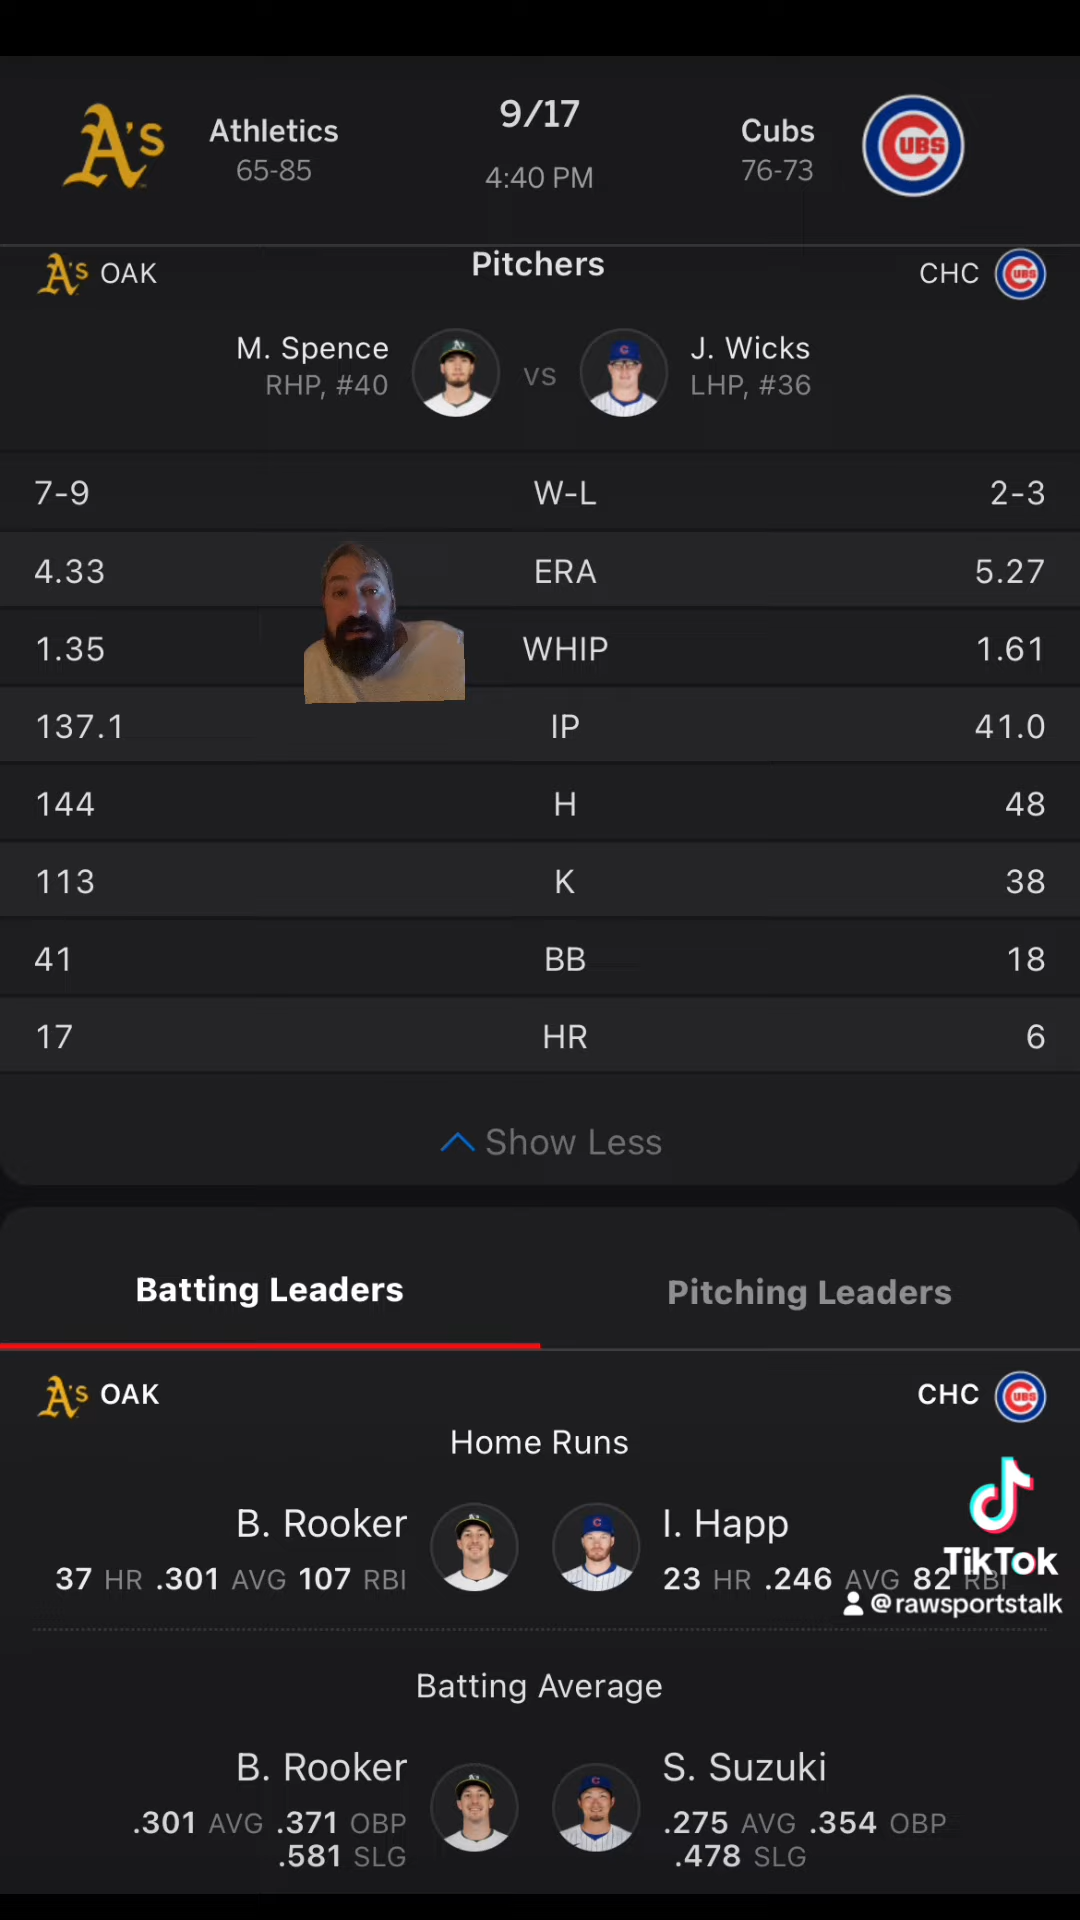 A's Athletics 9/17 Cubs CUBS
65-85 4:40 PM 76-73
A's OAK Pitchers CHC CUBS
M. Spence vs J. Wicks
RHP, #40 LHP, #36
7-9 W-L 2-3
4.33 ERA 5.27
1.35 WHIP 1.61
137.1 IP 41.0
144 H 48
113 K 38
41 BB 18
17 HR 6
Show Less
Batting Leaders Pitching Leaders
A's OAK CHC CUBS
Home Runs
B. Rooker I. Happ
37 HR .301 AVG 107 RBI 23 HR .246 AVG 82 RBI
TikTok
@rawsportstalk
Batting Average
B. Rooker S. Suzuki
.301 AVG .371 OBP .275 AVG .354 OBP
.581 SLG .478 SLG